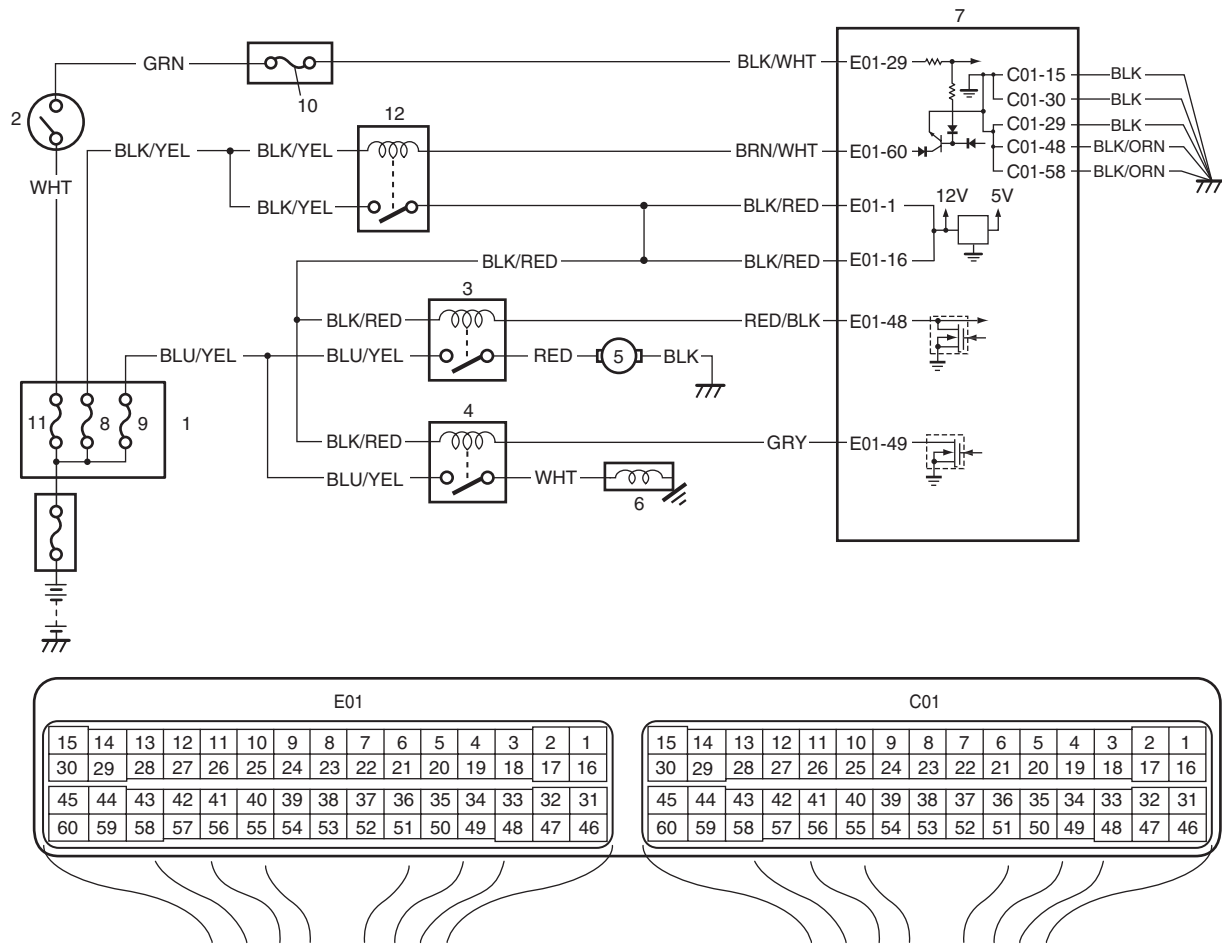 7
GRN
BLK/WHT
E01-29
C01-15
BLK
10
C01-30
BLK
2
12
C01-29
BLK
BLK/YEL
BLK/YEL
BRN/WHT
E01-60
C01-48
BLK/ORN
WHT
C01-58
BLK/ORN
BLK/YEL
BLK/RED
E01-1
12V
5V
BLK/RED
BLK/RED
E01-16
3
BLK/RED
RED/BLK
E01-48
BLU/YEL
BLU/YEL
RED
5
BLK
11
8
9
1
4
BLK/RED
GRY
E01-49
BLU/YEL
WHT
6
E01
C01
15 14 13 12 11 10 9 8 7 6 5 4 3 2 1
15 14 13 12 11 10 9 8 7 6 5 4 3 2 1
30 29 28 27 26 25 24 23 22 21 20 19 18 17 16
30 29 28 27 26 25 24 23 22 21 20 19 18 17 16
45 44 43 42 41 40 39 38 37 36 35 34 33 32 31
45 44 43 42 41 40 39 38 37 36 35 34 33 32 31
60 59 58 57 56 55 54 53 52 51 50 49 48 47 46
60 59 58 57 56 55 54 53 52 51 50 49 48 47 46